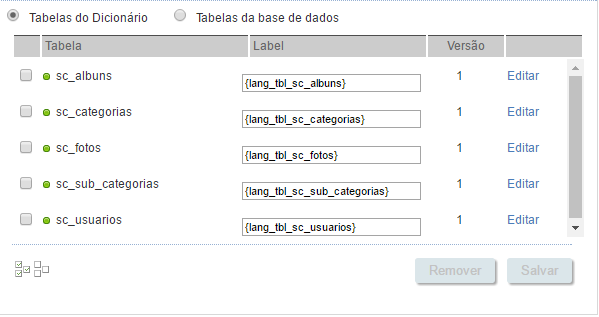 Tabelas do Dicionário Tabelas da base de dados
Tabela Label Versão
sc_albuns {lang_tbl_sc_albuns} 1 Editar
sc_categorias {lang_tbl_sc_categorias} 1 Editar
sc_fotos {lang_tbl_sc_fotos} 1 Editar
sc_sub_categorias {lang_tbl_sc_sub_categorias} 1 Editar
sc_usuarios {lang_tbl_sc_usuarios} 1 Editar
Remover Salvar